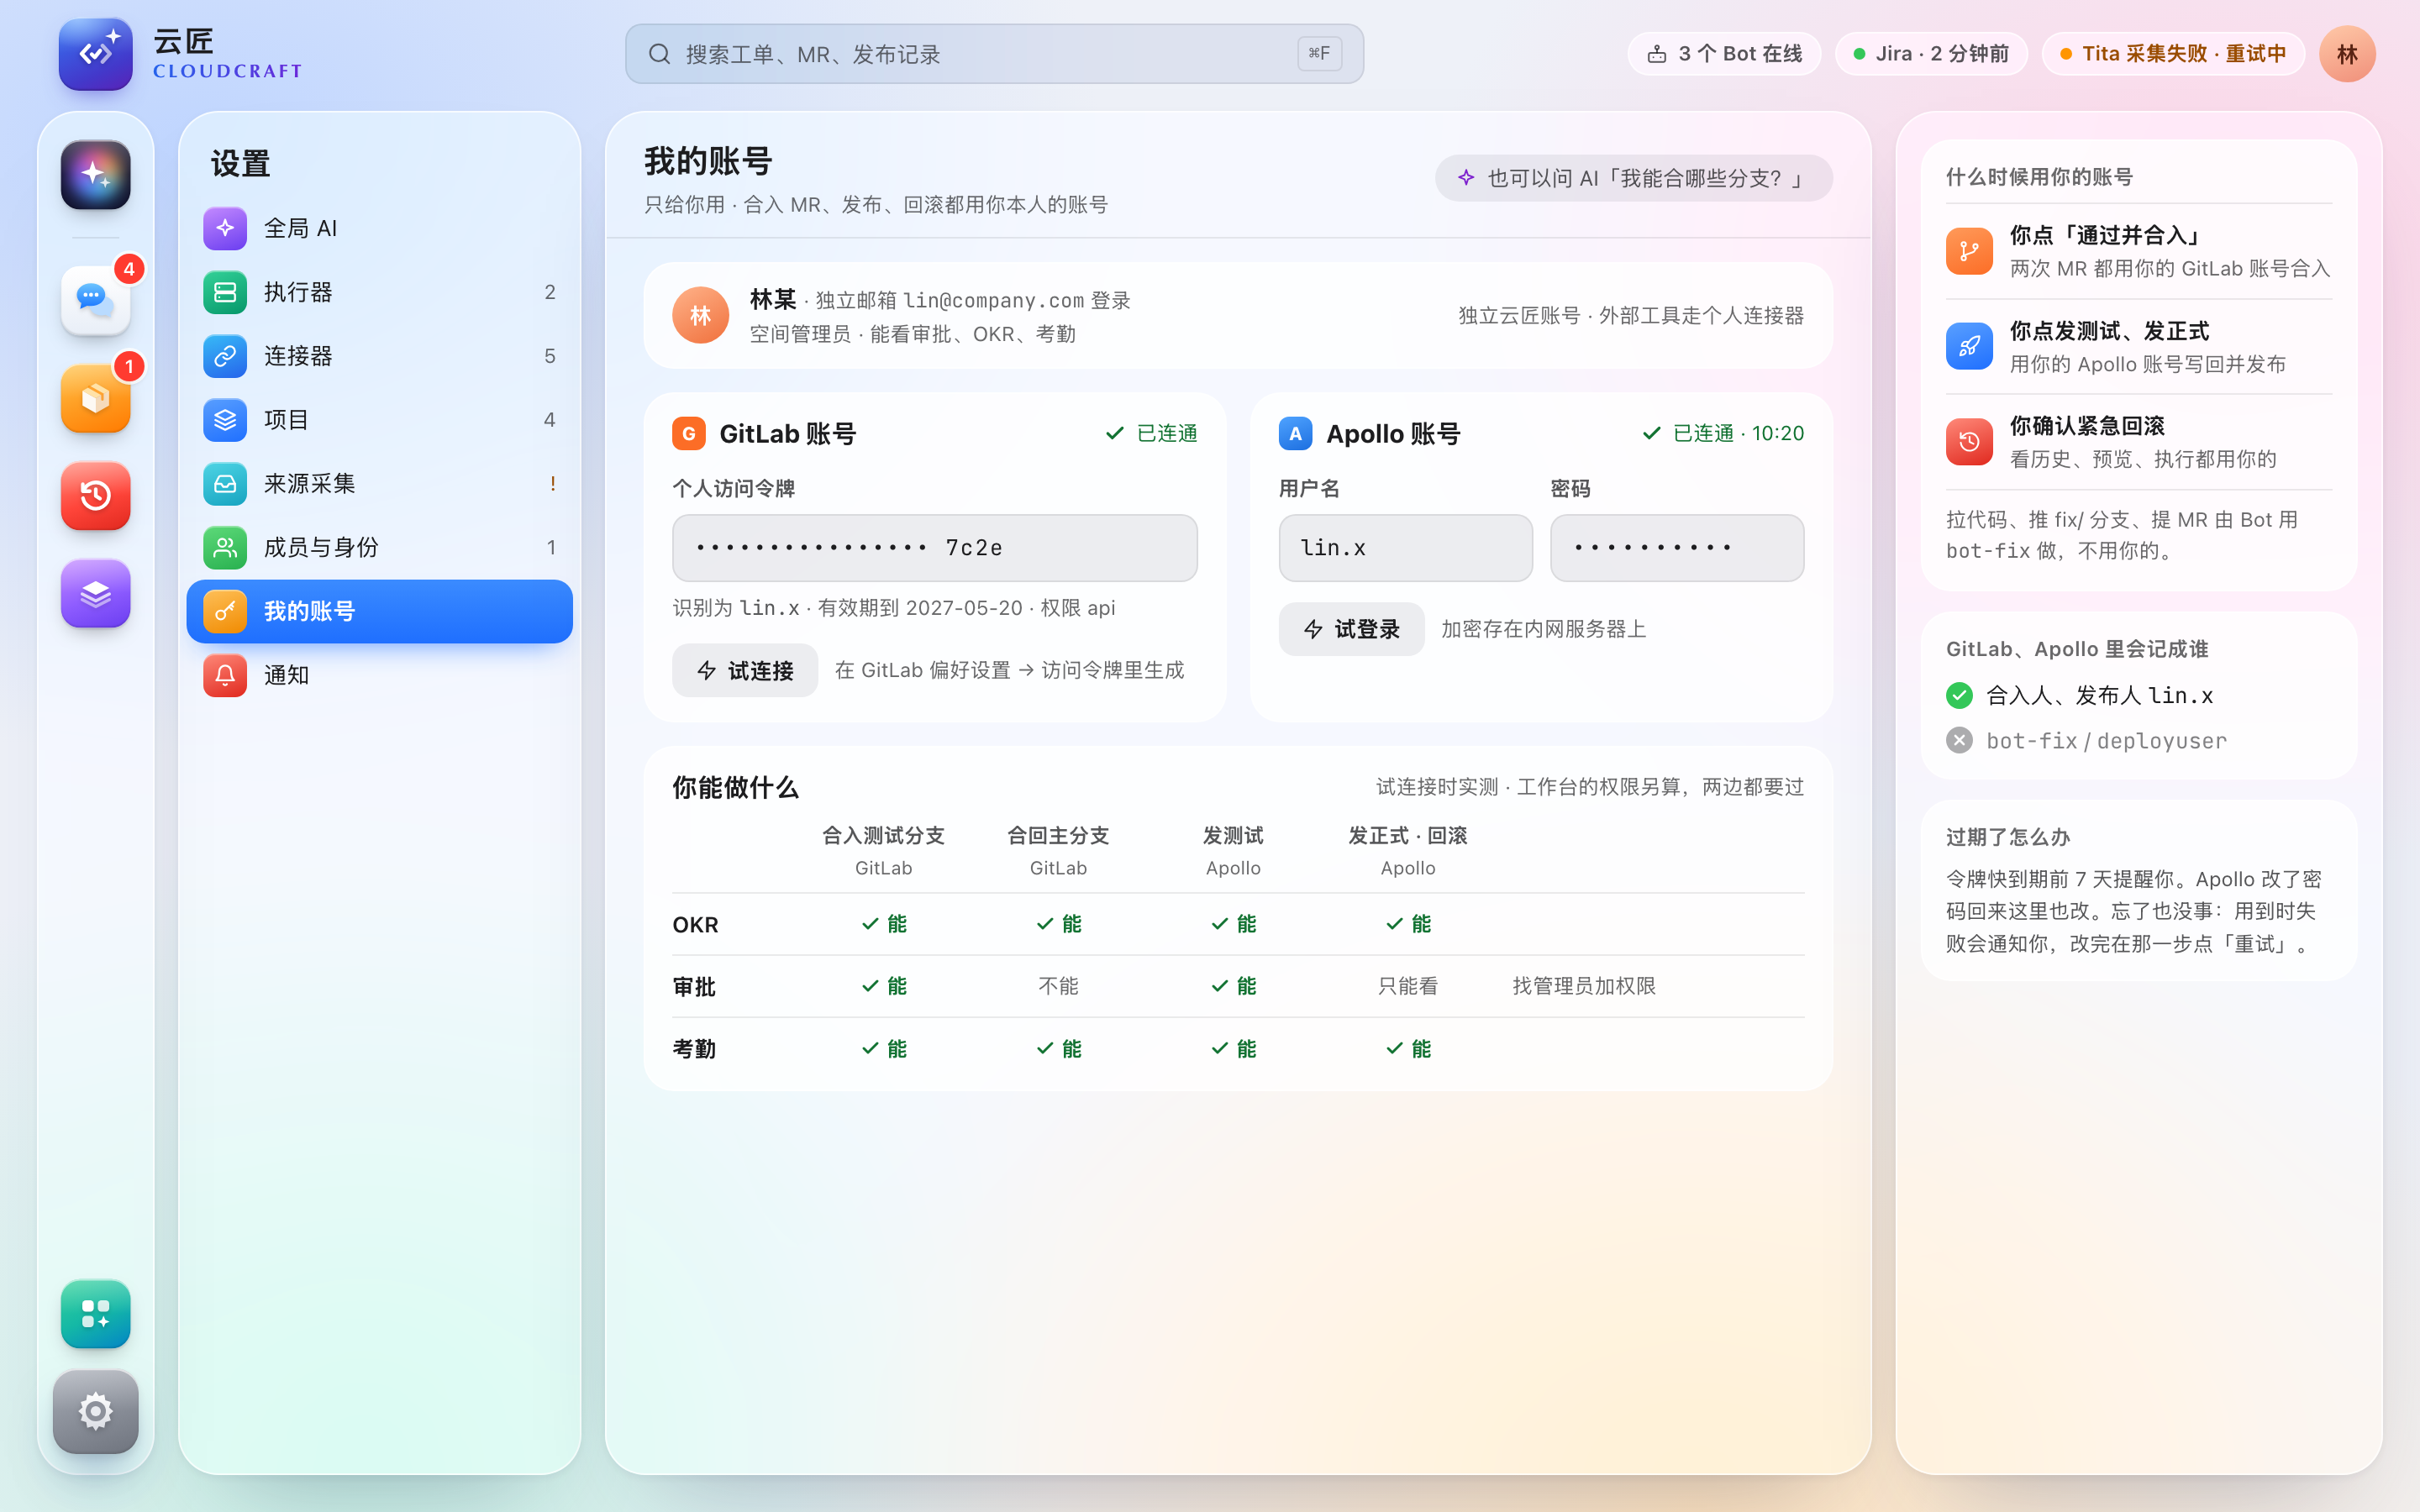 云匠
CLOUDCRAFT
搜索工单、MR、发布记录
⌘F
3 个 Bot 在线
Jira · 2 分钟前
Tita 采集失败 · 重试中
林
4
1
设置
全局 AI
执行器 2
连接器 5
项目 4
来源采集 !
成员与身份 1
我的账号
通知
我的账号
只给你用 · 合入 MR、发布、回滚都用你本人的账号
也可以问 AI「我能合哪些分支？」
林
林某 · 独立邮箱 lin@company.com 登录
空间管理员 · 能看审批、OKR、考勤
独立云匠账号 · 外部工具走个人连接器
G GitLab 账号 已连通
个人访问令牌
•••••••••••••••• 7c2e
识别为 lin.x · 有效期到 2027-05-20 · 权限 api
试连接 在 GitLab 偏好设置 → 访问令牌里生成
A Apollo 账号 已连通 · 10:20
用户名 密码
lin.x •••••••••••
试登录 加密存在内网服务器上
你能做什么 试连接时实测 · 工作台的权限另算，两边都要过
合入测试分支 合回主分支 发测试 发正式 · 回滚
GitLab GitLab Apollo Apollo
OKR 能 能 能 能
审批 能 不能 能 只能看 找管理员加权限
考勤 能 能 能 能
什么时候用你的账号
你点「通过并合入」
两次 MR 都用你的 GitLab 账号合入
你点发测试、发正式
用你的 Apollo 账号写回并发布
你确认紧急回滚
看历史、预览、执行都用你的
拉代码、推 fix/ 分支、提 MR 由 Bot 用
bot-fix 做，不用你的。
GitLab、Apollo 里会记成谁
合入人、发布人 lin.x
bot-fix / deployuser
过期了怎么办
令牌快到期前 7 天提醒你。Apollo 改了密
码回来这里也改。忘了也没事：用到时失
败会通知你，改完在那一步点「重试」。